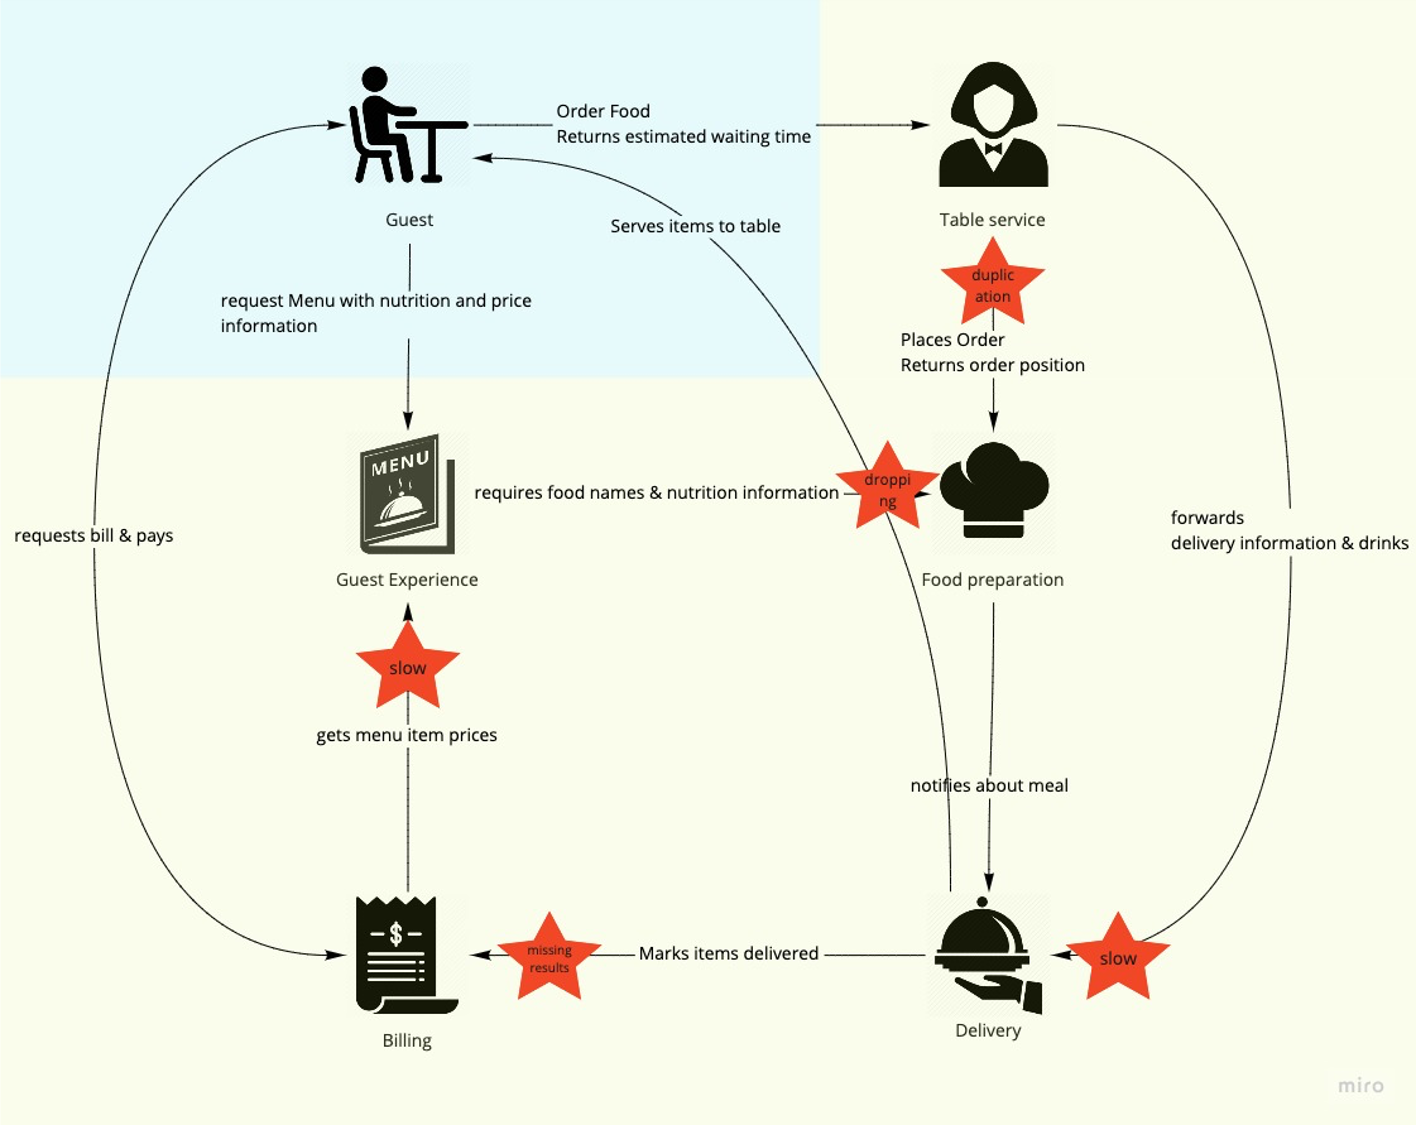 Order Food
Returns estimated waiting time
Guest
Table service
Serves items to table
duplic
ation
request Menu with nutrition and price
information
Places Order
Returns order position
MENU
requires food names & nutrition information
droppi
ng
forwards
delivery information & drinks
requests bill & pays
Guest Experience
Food preparation
slow
gets menu item prices
notifies about meal
$
missing
results
Marks items delivered
slow
Billing
Delivery
miro